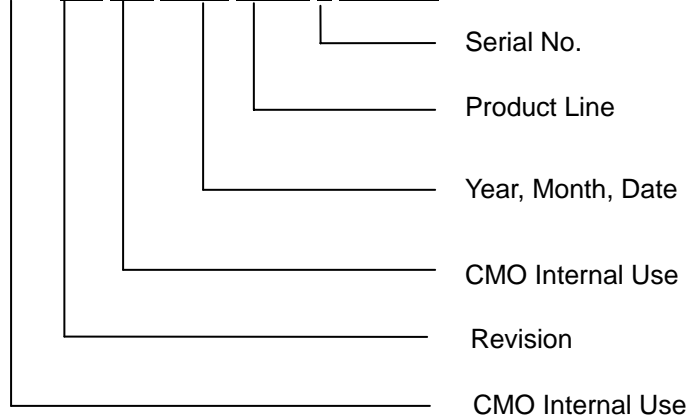 Serial No.
Product Line
Year, Month, Date
CMO Internal Use
Revision
CMO Internal Use